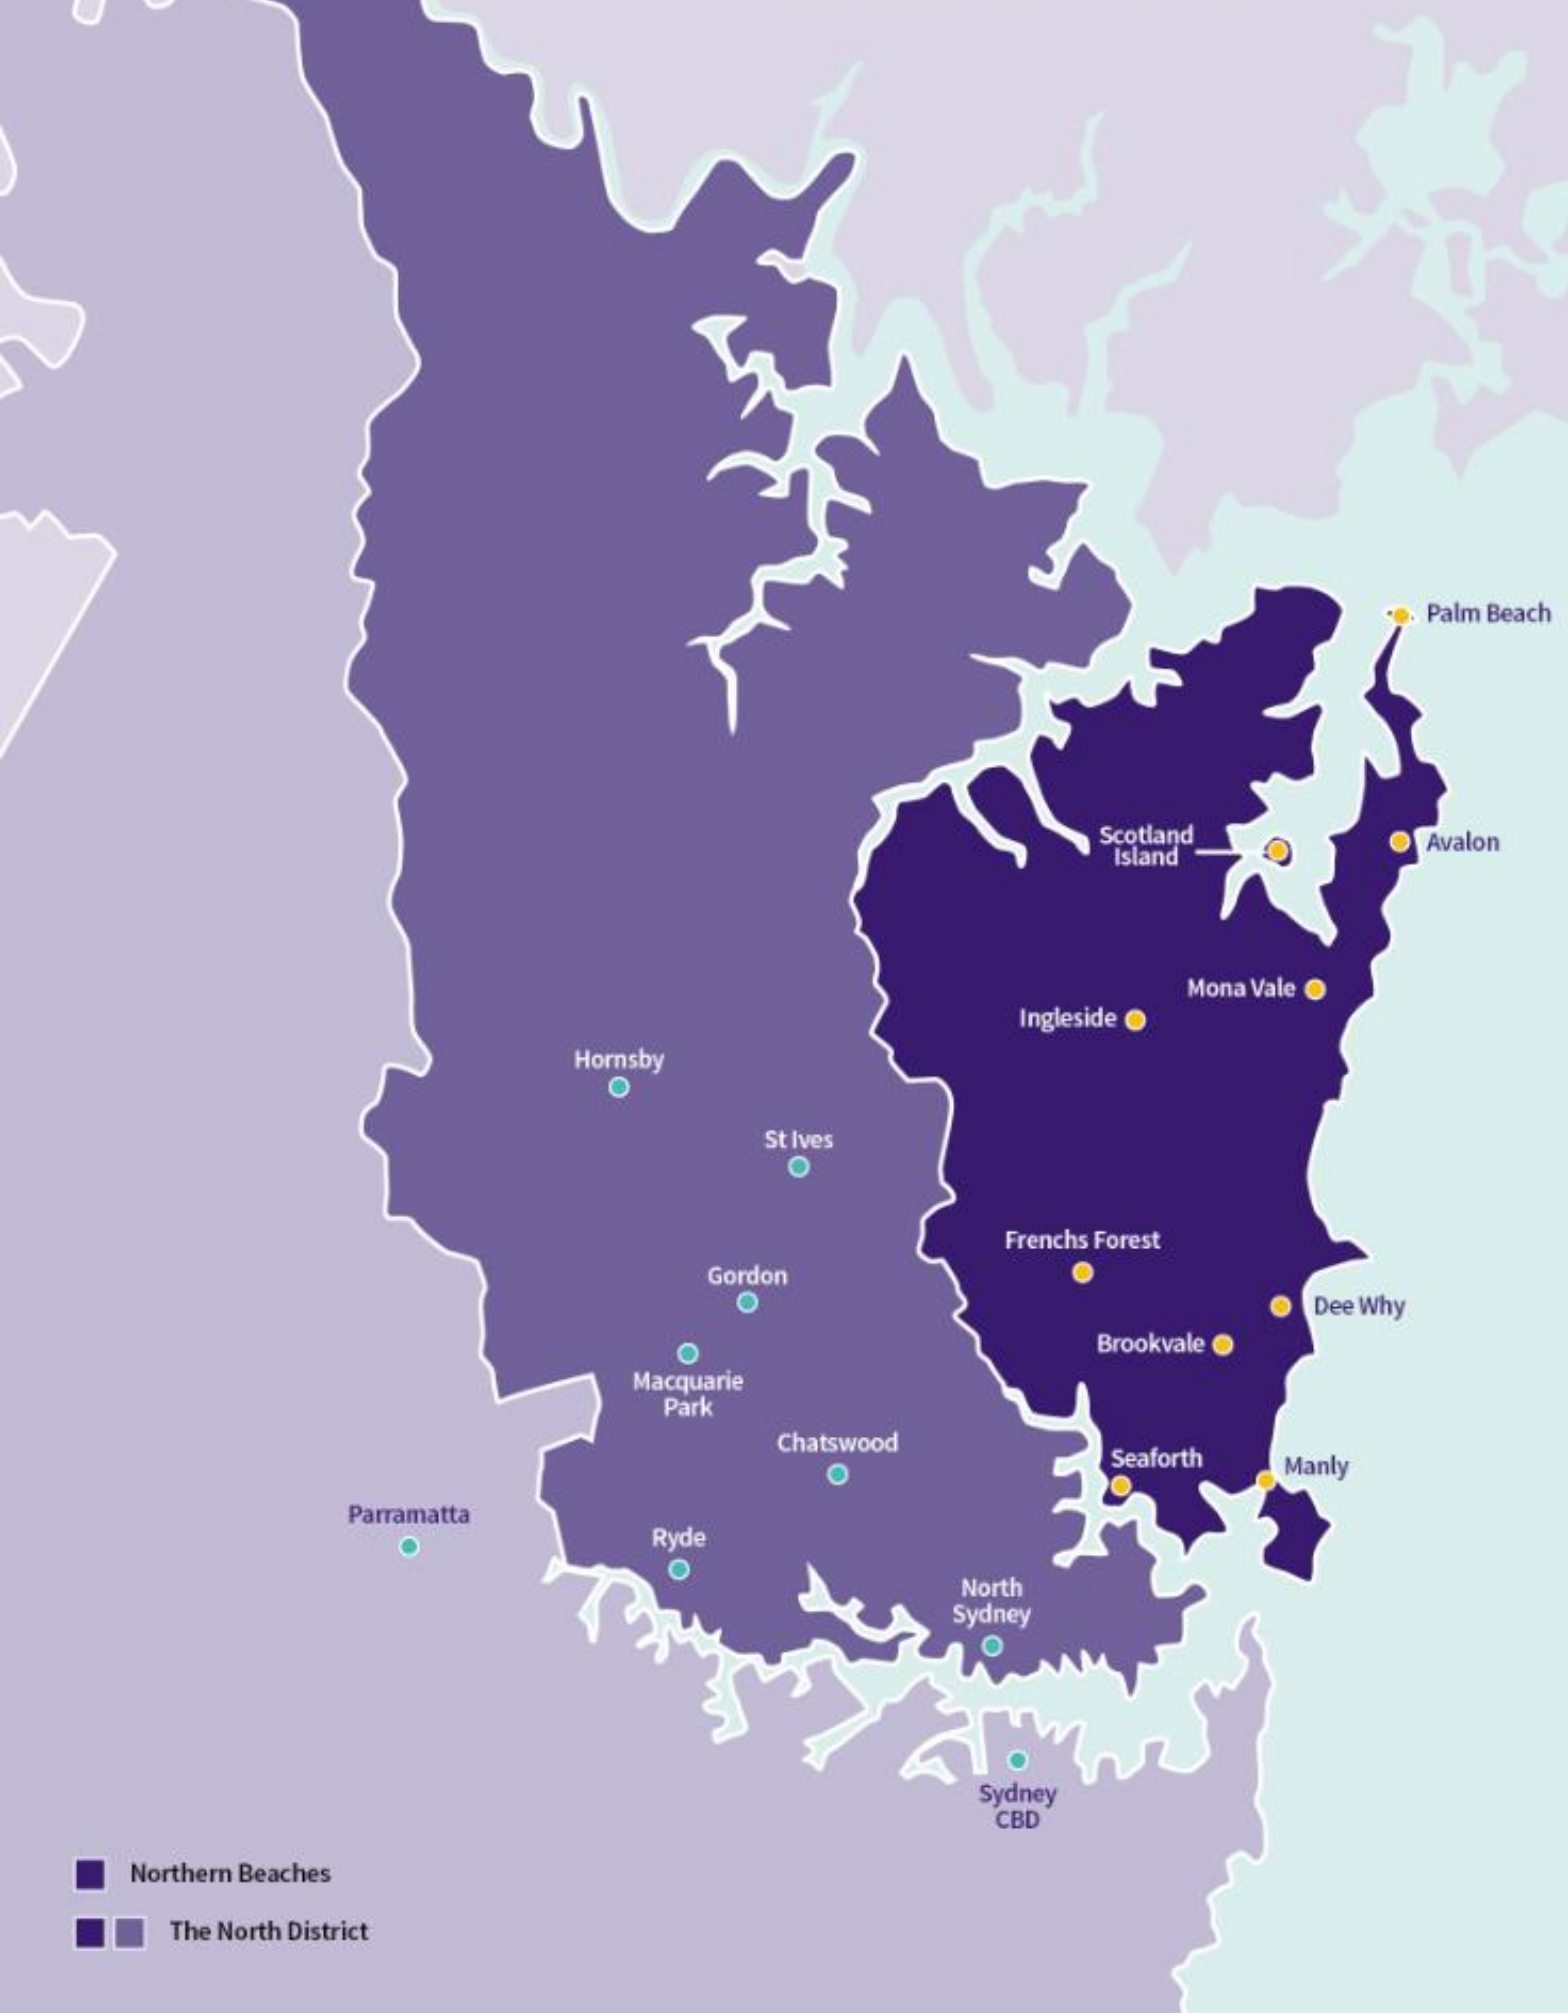 Palm Beach
Scotland
Island
Avalon
Mona Vale
Ingleside
Hornsby
St Ives
Frenchs Forest
Gordon
Dee Why
Brookvale
Macquarie
Park
Chatswood
Seaforth
Manly
Parramatta
Ryde
North
Sydney
Sydney
CBD
Northern Beaches
The North District